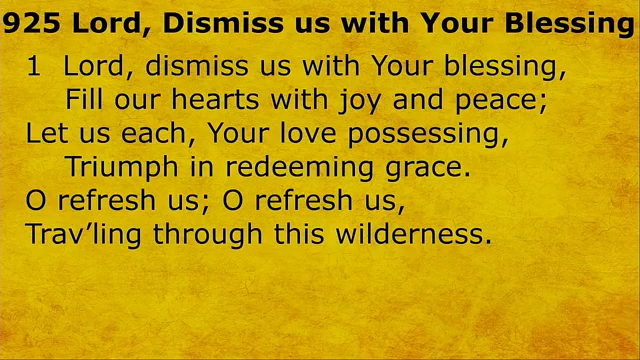 925 Lord, Dismiss us with Your Blessing
1 Lord, dismiss us with Your blessing,
Fill our hearts with joy and peace;
Let us each, Your love possessing,
Triumph in redeeming grace.
O refresh us; O refresh us,
Trav’ling through this wilderness.